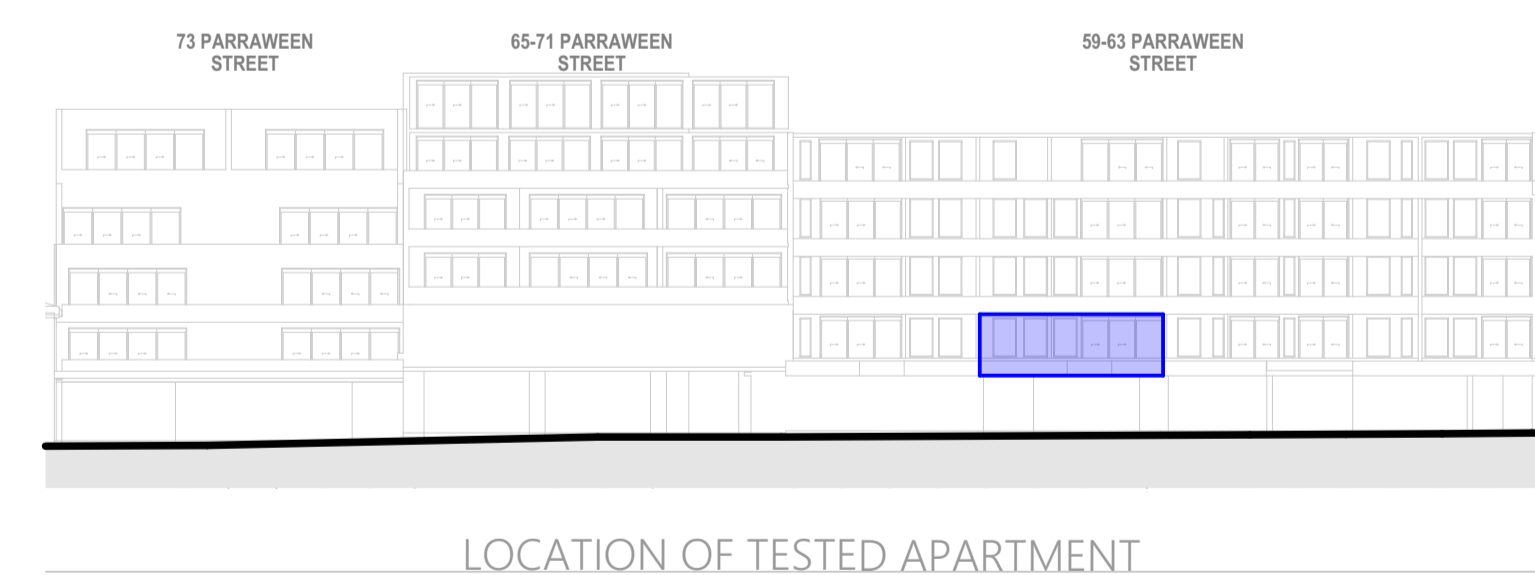 73 PARRAWEEN
STREET
65-71 PARRAWEEN
STREET
59-63 PARRAWEEN
STREET
LOCATION OF TESTED APARTMENT